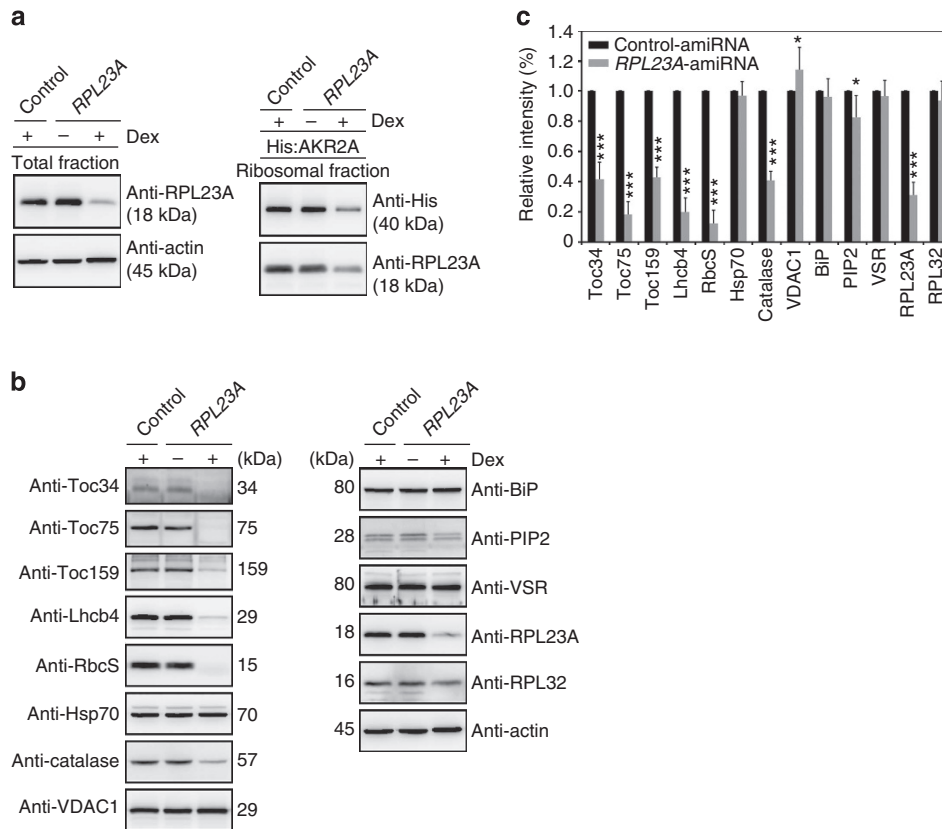 a
Control
RPL23A
+ − + Dex
Total fraction
Anti-RPL23A
(18 kDa)
Anti-actin
(45 kDa)
Control
RPL23A
+ − + Dex
His:AKR2A
Ribosomal fraction
Anti-His
(40 kDa)
Anti-RPL23A
(18 kDa)
c
Relative intensity (%)
1.4
1.2
1.0
0.8
0.6
0.4
0.2
0
Control-amiRNA
RPL23A-amiRNA
***
***
***
***
***
***
*
*
***
Toc34
Toc75
Toc159
Lhcb4
RbcS
Hsp70
Catalase
VDAC1
BiP
PIP2
VSR
RPL23A
RPL32
b
Control
RPL23A
+ − + (kDa)
Anti-Toc34 34
Anti-Toc75 75
Anti-Toc159 159
Anti-Lhcb4 29
Anti-RbcS 15
Anti-Hsp70 70
Anti-catalase 57
Anti-VDAC1 29
Control
RPL23A
(kDa) + − + Dex
80 Anti-BiP
28 Anti-PIP2
80 Anti-VSR
18 Anti-RPL23A
16 Anti-RPL32
45 Anti-actin